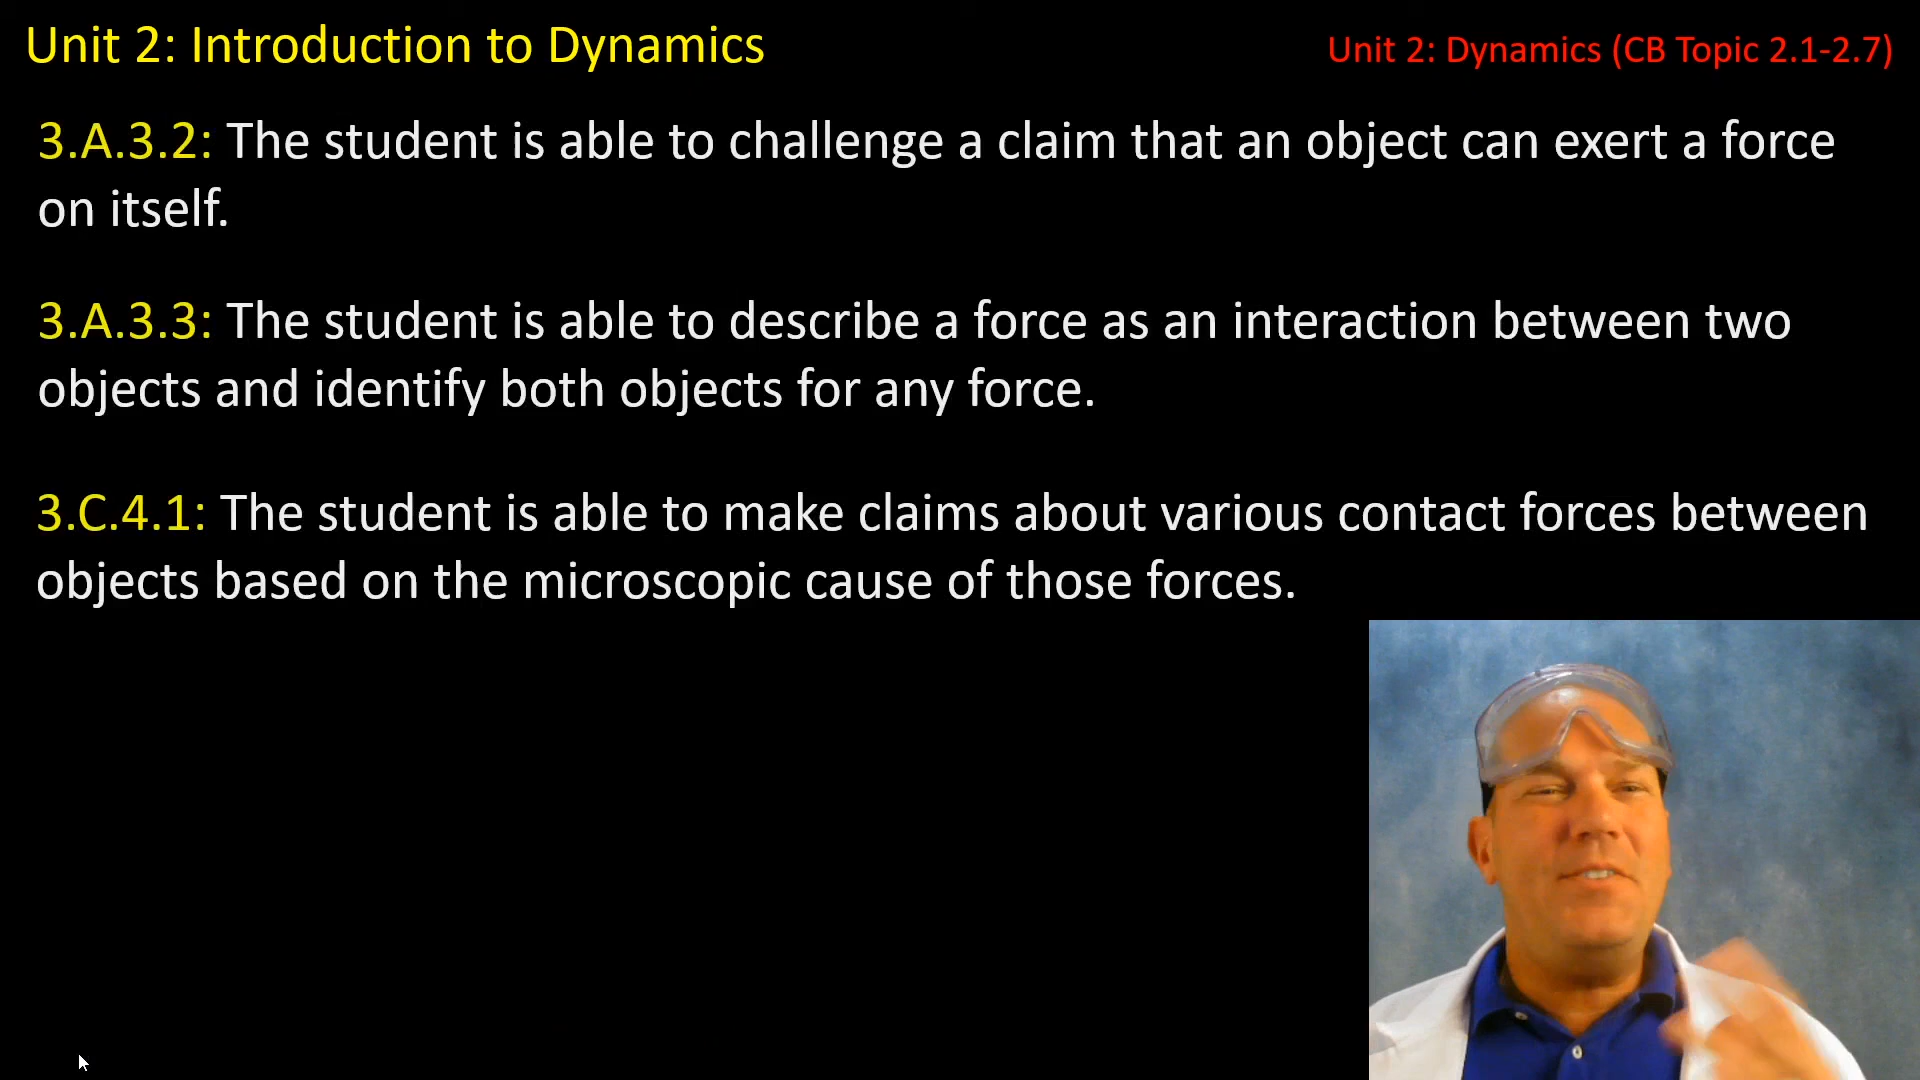 Unit 2: Introduction to Dynamics
Unit 2: Dynamics (CB Topic 2.1-2.7)
3.A.3.2: The student is able to challenge a claim that an object can exert a force
on itself.
3.A.3.3: The student is able to describe a force as an interaction between two
objects and identify both objects for any force.
3.C.4.1: The student is able to make claims about various contact forces between
objects based on the microscopic cause of those forces.